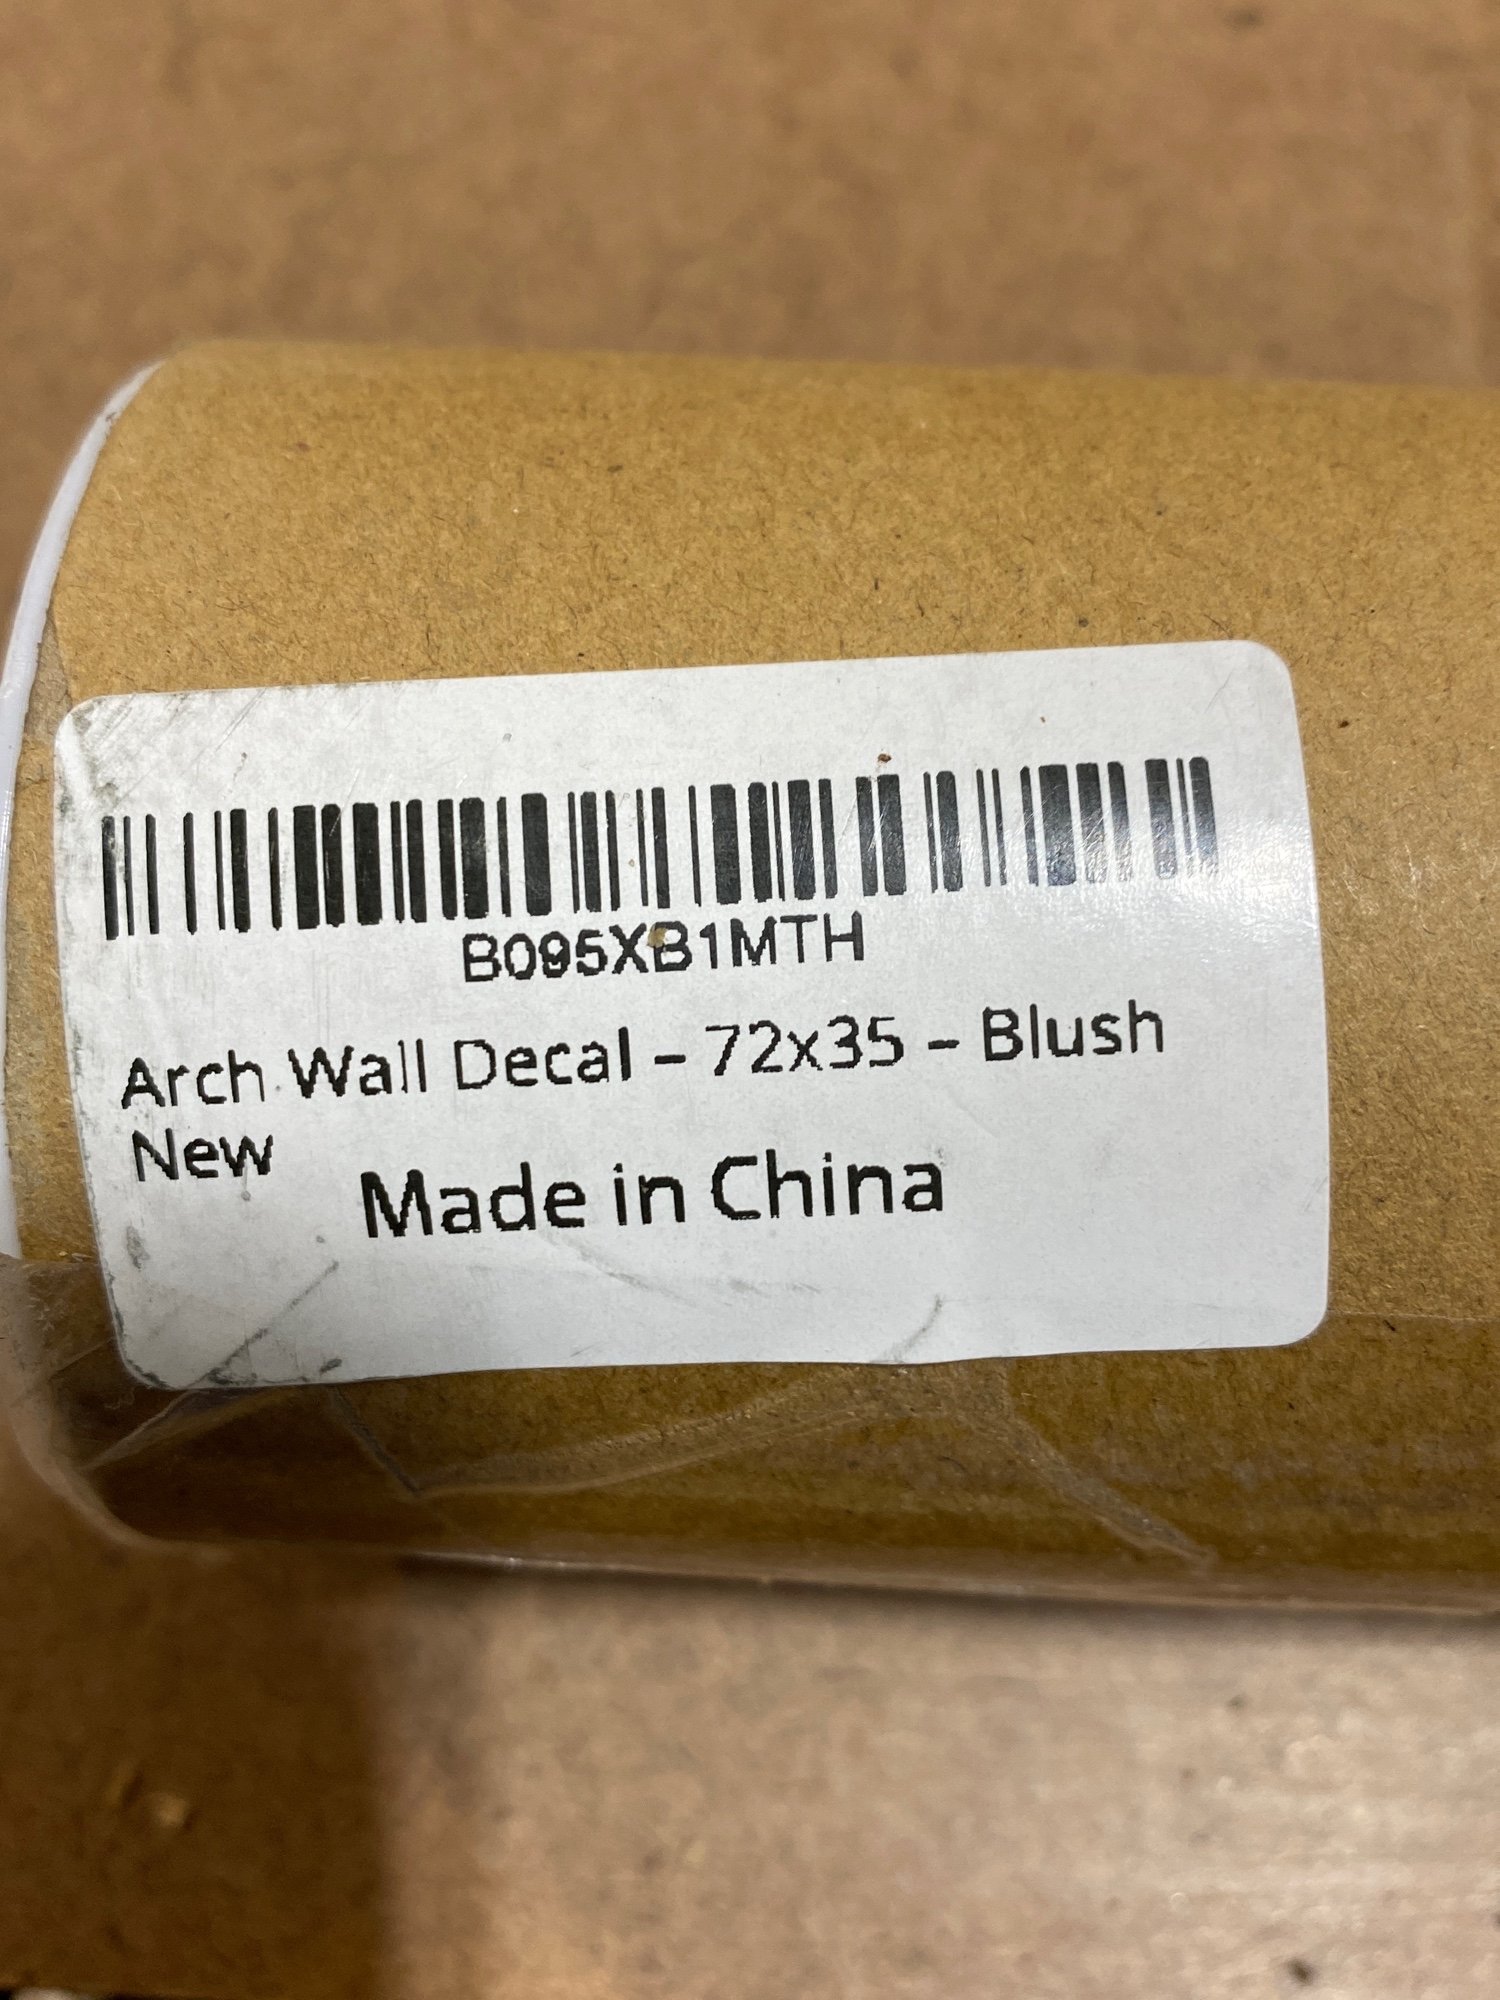 B095XB1MTH
Arch Wall Decal – 72x35 – Blush
New
Made in China